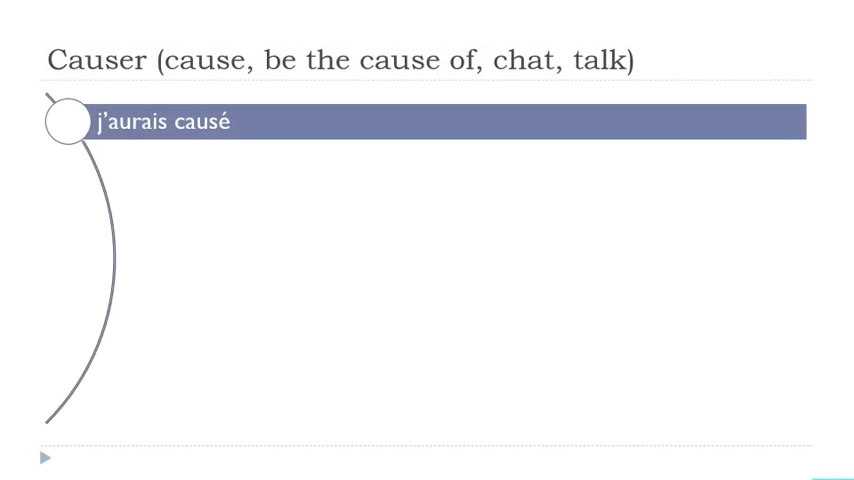 Causer (cause, be the cause of, chat, talk)
j’aurais causé